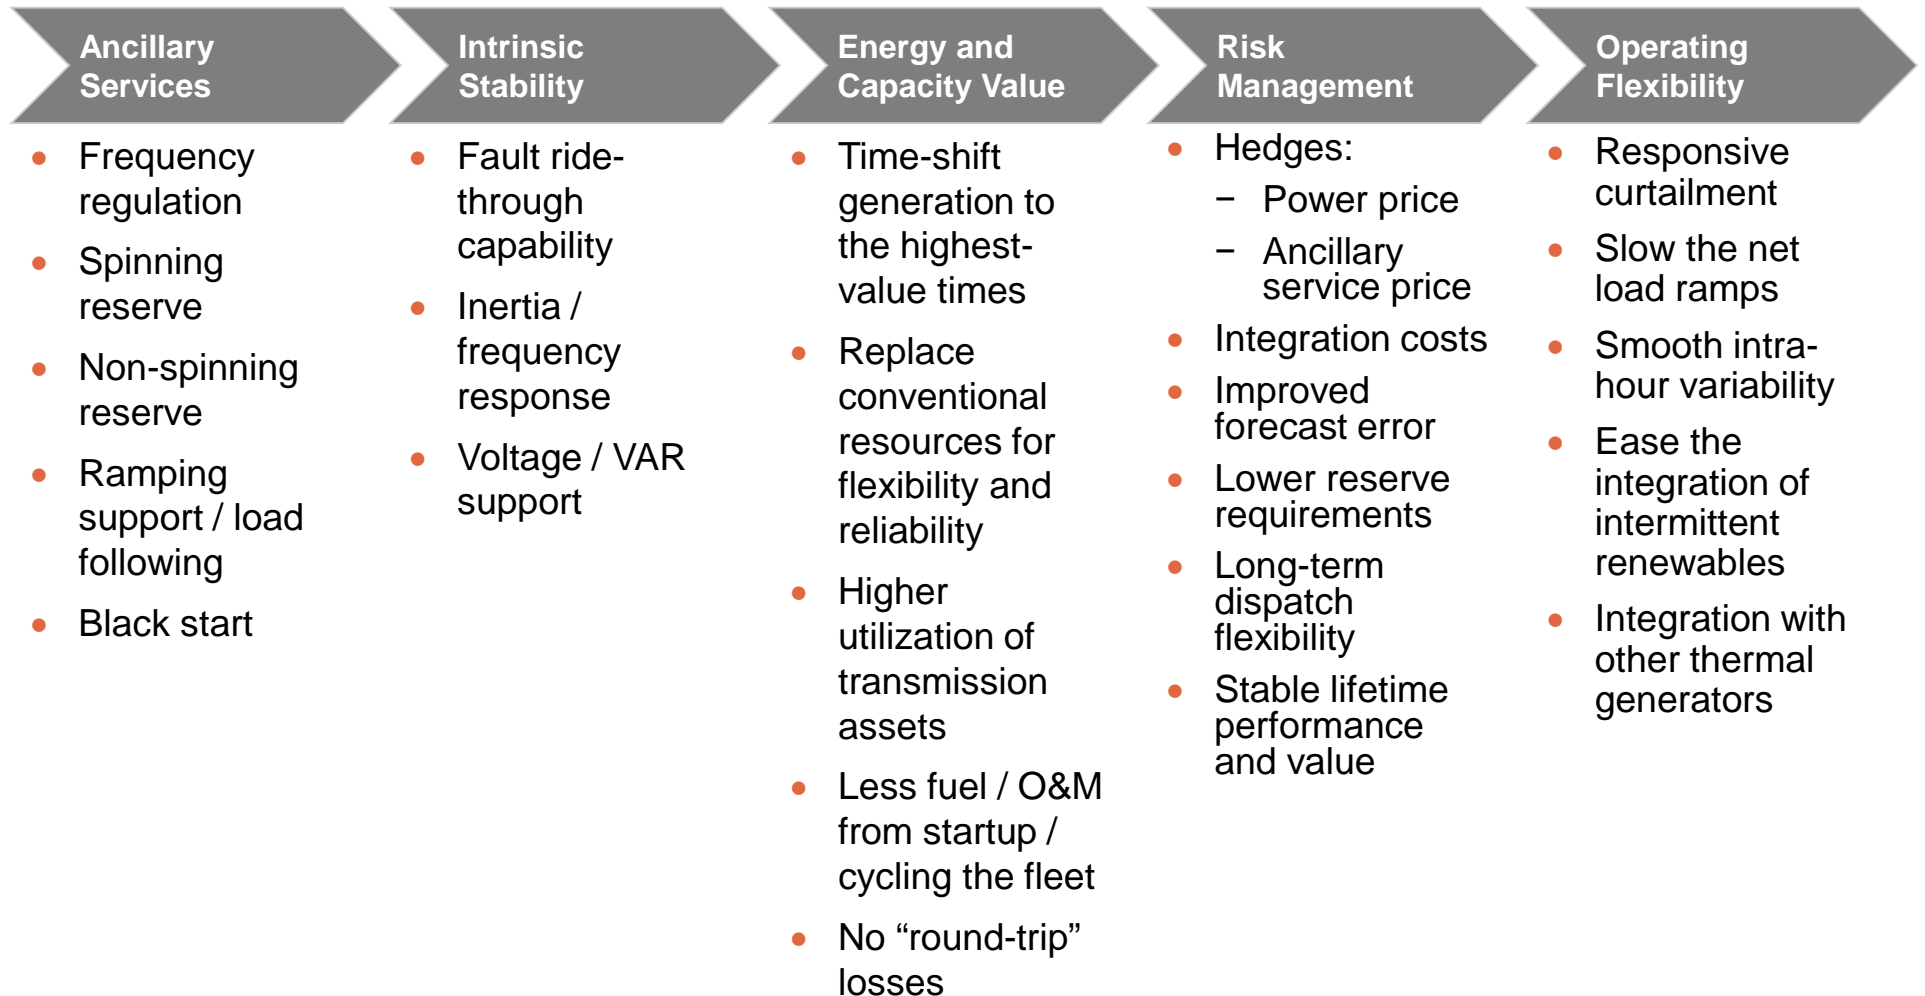 Ancillary
Services
• Frequency
regulation
• Spinning
reserve
• Non-spinning
reserve
• Ramping
support / load
following
• Black start
Intrinsic
Stability
• Fault ride-
through
capability
• Inertia /
frequency
response
• Voltage / VAR
support
Energy and
Capacity Value
• Time-shift
generation to
the highest-
value times
• Replace
conventional
resources for
flexibility and
reliability
• Higher
utilization of
transmission
assets
• Less fuel / O&M
from startup /
cycling the fleet
• No “round-trip”
losses
Risk
Management
• Hedges:
− Power price
− Ancillary
service price
• Integration costs
• Improved
forecast error
• Lower reserve
requirements
• Long-term
dispatch
flexibility
• Stable lifetime
performance
and value
Operating
Flexibility
• Responsive
curtailment
• Slow the net
load ramps
• Smooth intra-
hour variability
• Ease the
integration of
intermittent
renewables
• Integration with
other thermal
generators